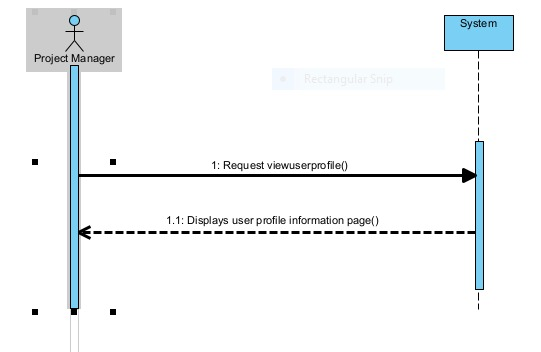 System
Project Manager
Rectangular Snip
1: Request viewuserprofile()
1.1: Displays user profile information page()